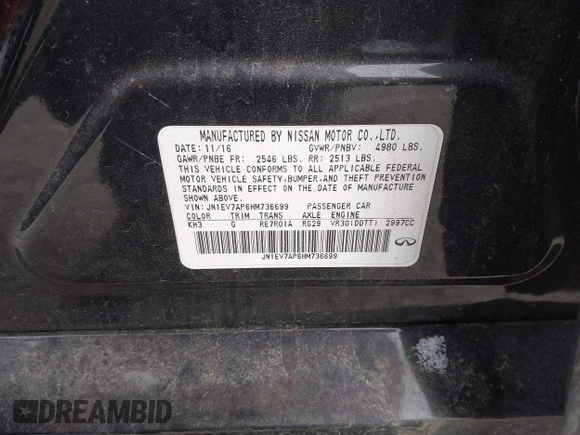 MANUFACTURED BY NISSAN MOTOR CO.,LTD.
DATE: 11/16 GVWR/PNBV: 4980 LBS.
GAWR/PNBE FR: 2546 LBS. RR: 2513 LBS.
THIS VEHICLE CONFORMS TO ALL APPLICABLE FEDERAL
MOTOR VEHICLE SAFETY,BUMPER,AND THEFT PREVENTION
STANDARDS IN EFFECT ON THE DATE OF MANUFACTURE
SHOWN ABOVE.
VIN: JN1EV7AP6HM736699 PASSENGER CAR
COLOR TRIM TRANS AXLE ENGINE
KH3 G RE7R01A RG29 VR30(DDTT) 2997CC
JN1EV7AP6HM736699
DREAMBID